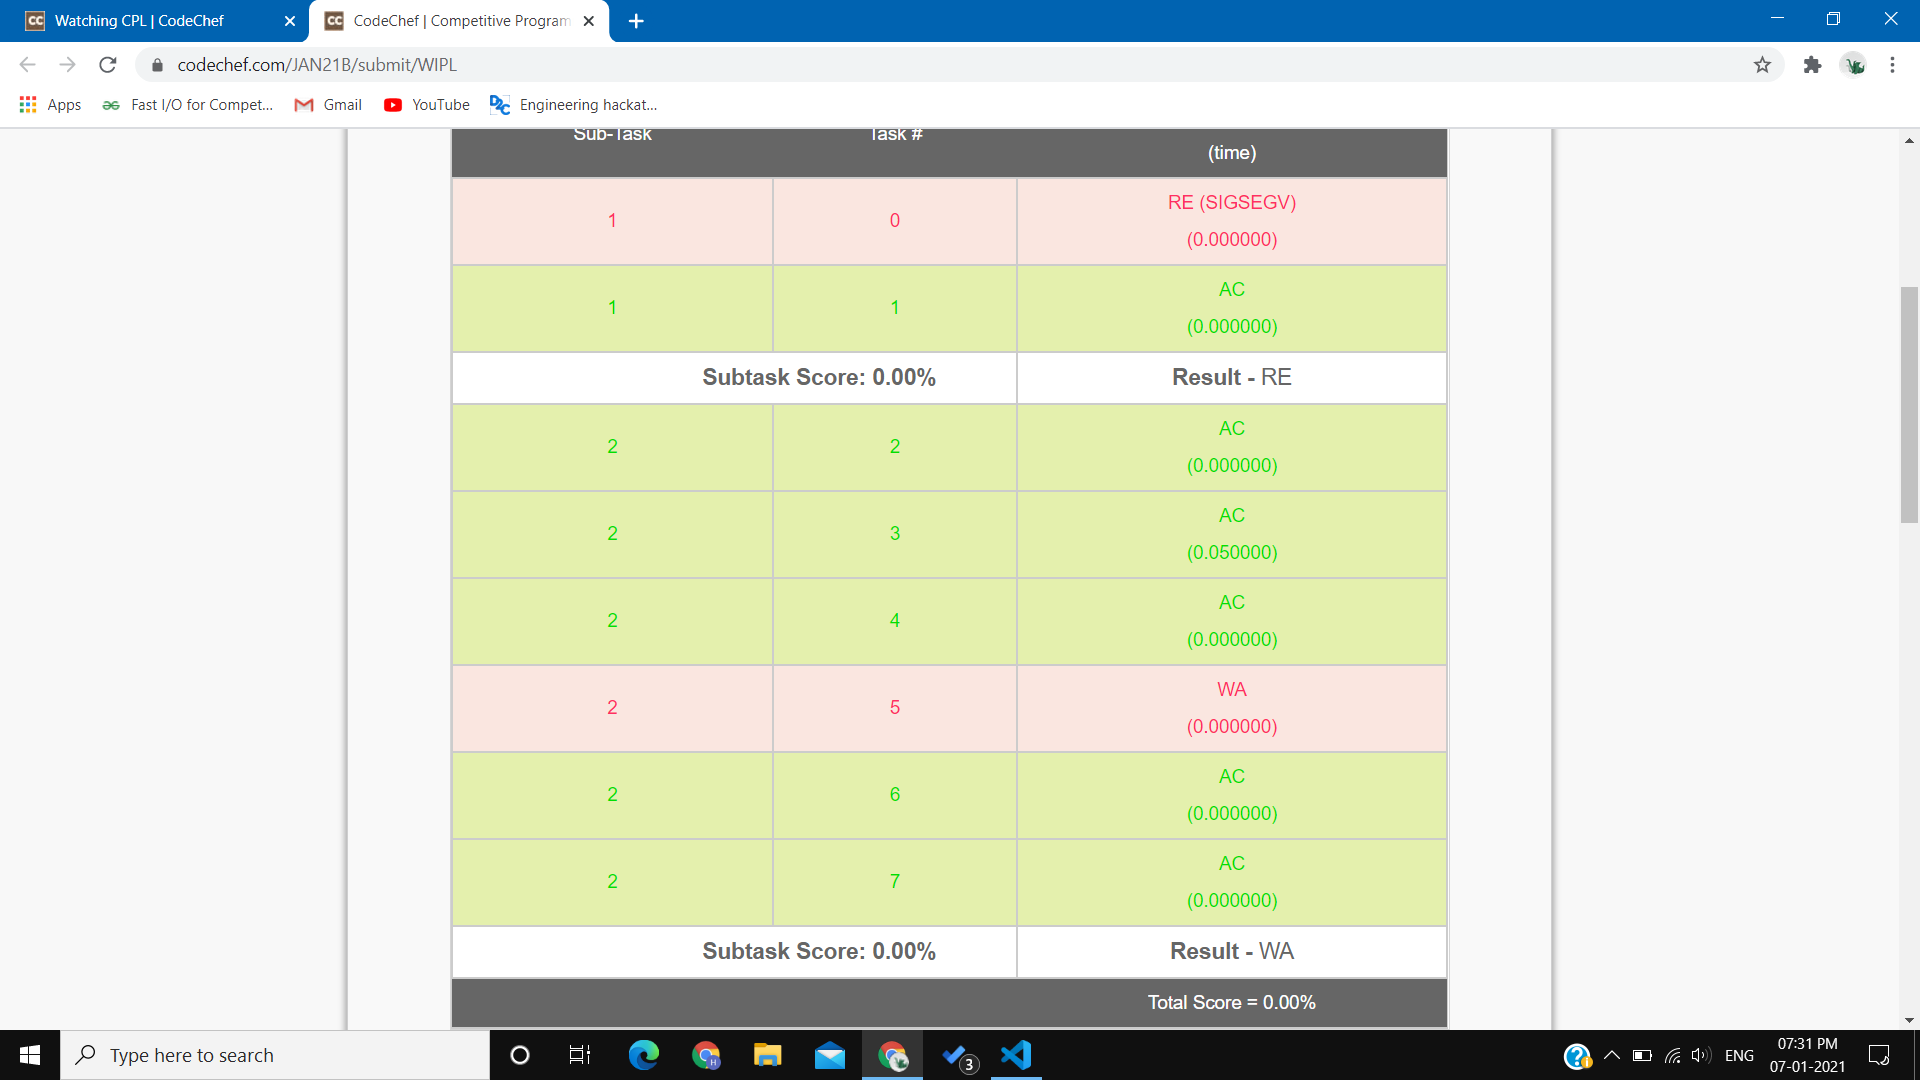 Watching CPL | CodeChef
CodeChef | Competitive Program
codechef.com/JAN21B/submit/WIPL
Apps
Fast I/O for Compet...
Gmail
YouTube
Engineering hackat...
Sub-Task Task #
(time)
1 0 RE (SIGSEGV)
(0.000000)
1 1 AC
(0.000000)
Subtask Score: 0.00% Result - RE
2 2 AC
(0.000000)
2 3 AC
(0.050000)
2 4 AC
(0.000000)
2 5 WA
(0.000000)
2 6 AC
(0.000000)
2 7 AC
(0.000000)
Subtask Score: 0.00% Result - WA
Total Score = 0.00%
Type here to search
3
ENG
07:31 PM
07-01-2021